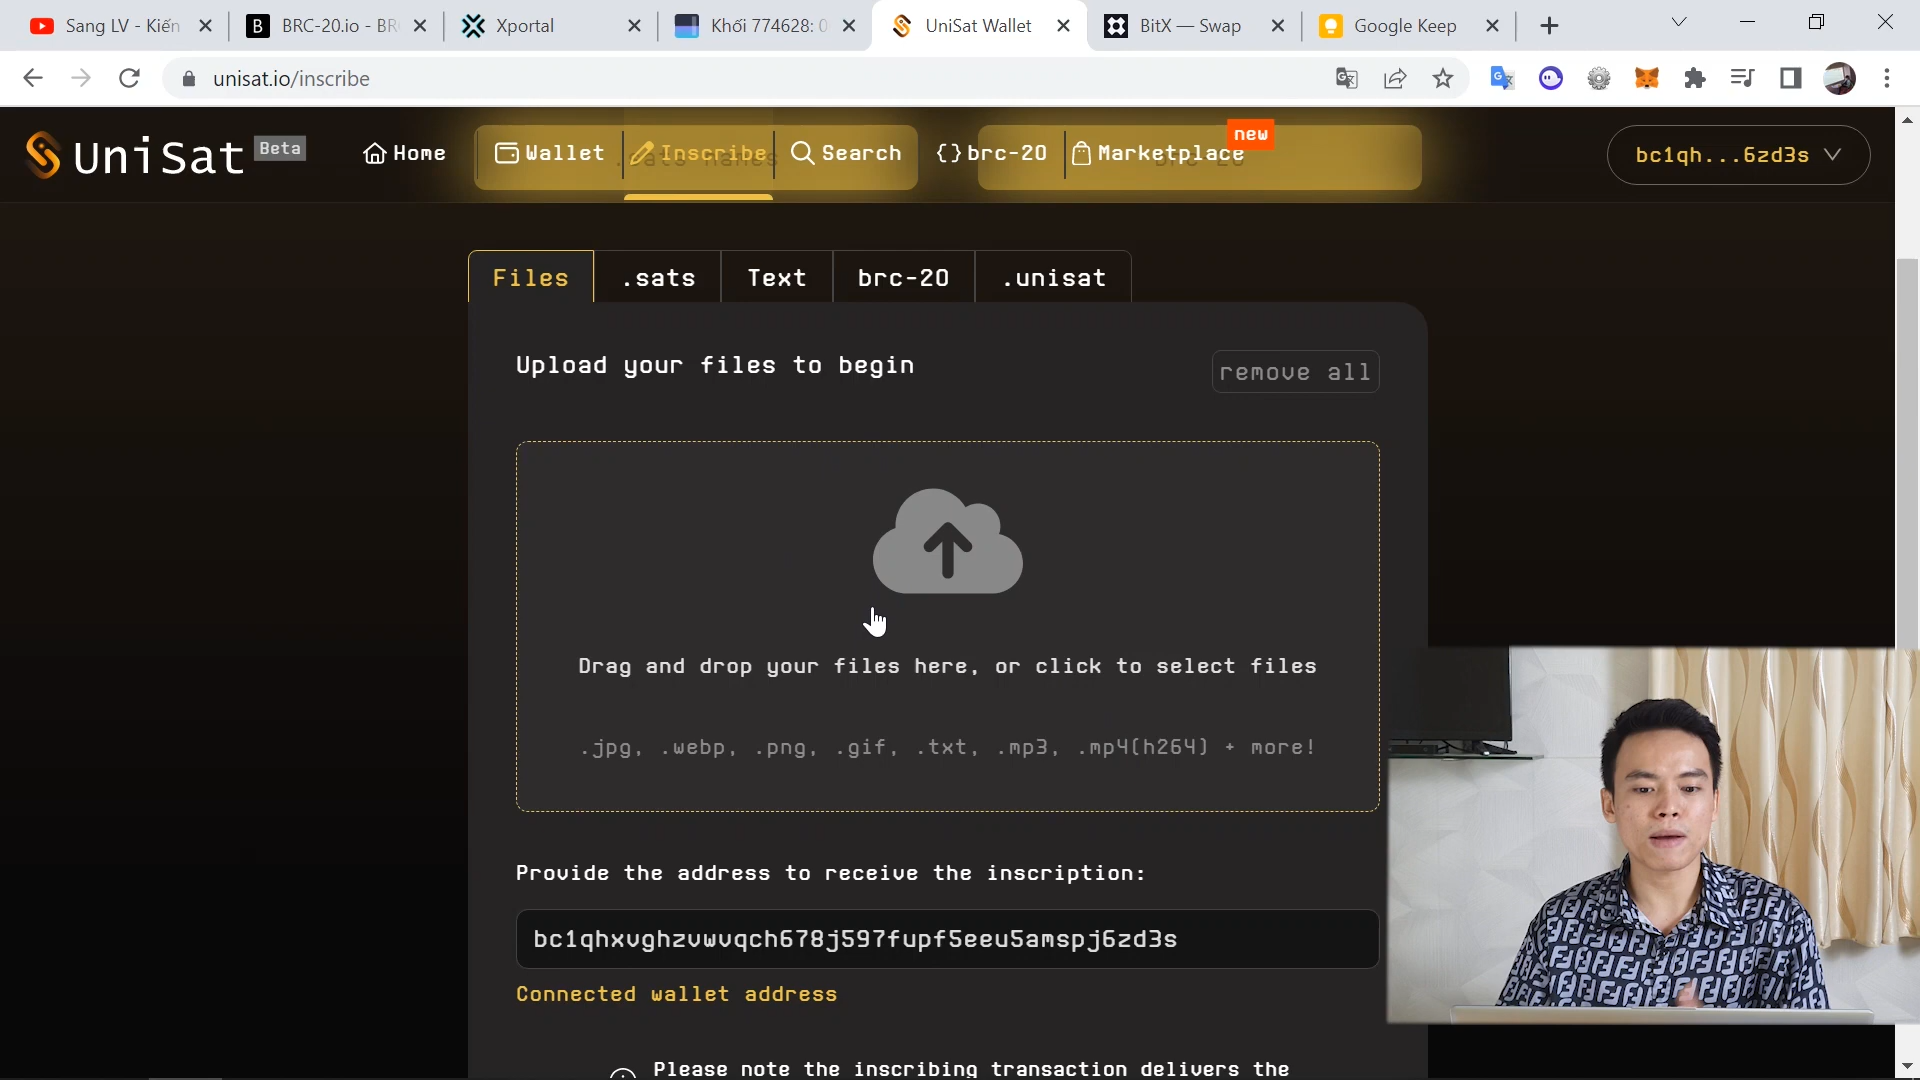 Sang LV - Kiến
BRC-20.io - BR
Xportal
Khối 774628: 0
UniSat Wallet
BitX — Swap
Google Keep
unisat.io/inscribe
UniSat Beta
Home
Wallet
Inscribe
Search
{} brc-20
Marketplace
new
bc1qh...6zd3s
Files
.sats
Text
brc-20
.unisat
Upload your files to begin
remove all
Drag and drop your files here, or click to select files
.jpg, .webp, .png, .gif, .txt, .mp3, .mp4(h264) + more!
Provide the address to receive the inscription:
bc1qhxvghzvwvqch678j597fupf5eeu5amspj6zd3s
Connected wallet address
Please note the inscribing transaction delivers the